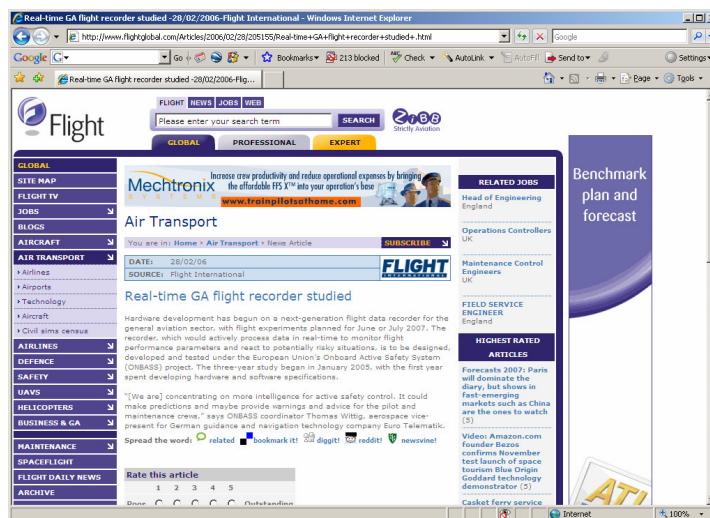 Real-time GA flight recorder studied -28/02/2006-Flight International - Windows Internet Explorer
http://www.flightglobal.com/Articles/2006/02/28/205155/Real-time+GA+flight+recorder+studied+.html
Google
Google G Go Bookmarks 213 blocked Check AutoLink AutoFill Send to Settings
Real-time GA flight recorder studied -28/02/2006-Flig... Page Tools
FLIGHT NEWS JOBS WEB
Please enter your search term SEARCH
Flight
Strictly Aviation
GLOBAL PROFESSIONAL EXPERT
GLOBAL
SITE MAP
FLIGHT TV
JOBS
BLOGS
AIRCRAFT
AIR TRANSPORT
Airlines
Airports
Technology
Aircraft
Civil sims census
AIRLINES
DEFENCE
SAFETY
UAVS
HELICOPTERS
BUSINESS & GA
MAINTENANCE
SPACEFLIGHT
FLIGHT DAILY NEWS
ARCHIVE
Mechtronix
SYSTEMS
Increase crew productivity and reduce operational expenses by bringing
the affordable FFS X™ into your operation's base
www.trainpilotsathome.com
Air Transport
You are in: Home › Air Transport › News Article SUBSCRIBE
DATE: 28/02/06
SOURCE: Flight International
FLIGHT
INTERNATIONAL
Real-time GA flight recorder studied
Hardware development has begun on a next-generation flight data recorder for the
general aviation sector, with flight experiments planned for June or July 2007. The
recorder, which would actively process data in real-time to monitor flight
performance parameters and react to potentially risky situations, is to be designed,
developed and tested under the European Union's Onboard Active Safety System
(ONBASS) project. The three-year study began in January 2005, with the first year
spent developing hardware and software specifications.
"[We are] concentrating on more intelligence for active safety control. It could
make predictions and maybe provide warnings and advice for the pilot and
maintenance crews," says ONBASS coordinator Thomas Wittig, aerospace vice-
present for German guidance and navigation technology company Euro Telematik.
Spread the word: related bookmark it! diggit! reddit! newsvine!
Rate this article
1 2 3 4 5
Poor Outstanding
RELATED JOBS
Head of Engineering
England
Operations Controllers
UK
Maintenance Control
Engineers
UK
FIELD SERVICE
ENGINEER
England
HIGHEST RATED
ARTICLES
Forecasts 2007: Paris
will dominate the
diary, but shows in
fast-emerging
markets such as China
are the ones to watch
(5)
Video: Amazon.com
founder Bezos
confirms November
test launch of space
tourism Blue Origin
Goddard technology
demonstrator (5)
Casket ferry service
Benchmark
plan and
forecast
ATI
Internet 100%